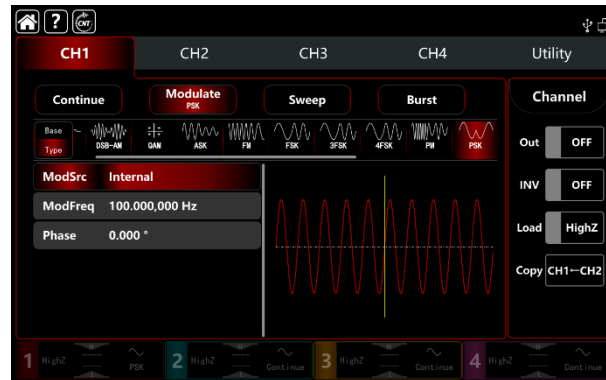 ? CNT
CH1 CH2 CH3 CH4 Utility
Continue Modulate PSK Sweep Burst Channel
Base Type DSB-AM QAM ASK FM FSK 3FSK 4FSK PM PSK
Out OFF
ModSrc Internal
INV OFF
ModFreq 100.000,000 Hz
Load HighZ
Phase 0.000 °
Copy CH1←CH2
1 HighZ PSK 2 HighZ Continue 3 HighZ Continue 4 HighZ Continue